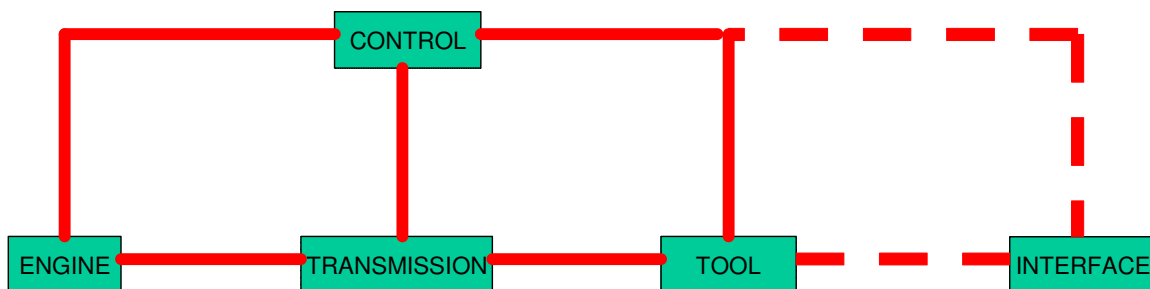 CONTROL
ENGINE
TRANSMISSION
TOOL
INTERFACE